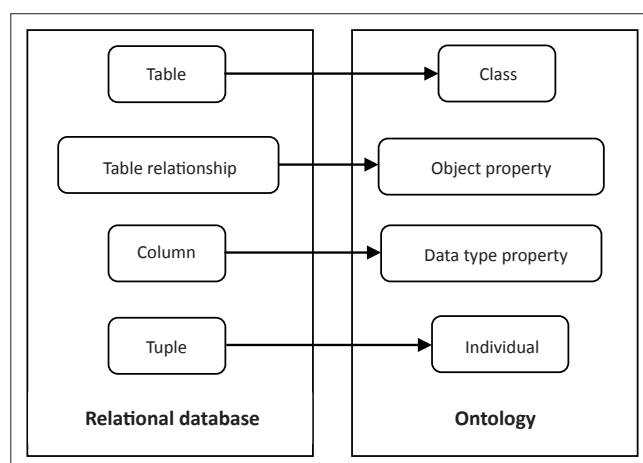 Table
Class
Table relationship
Object property
Column
Data type property
Tuple
Individual
Relational database
Ontology